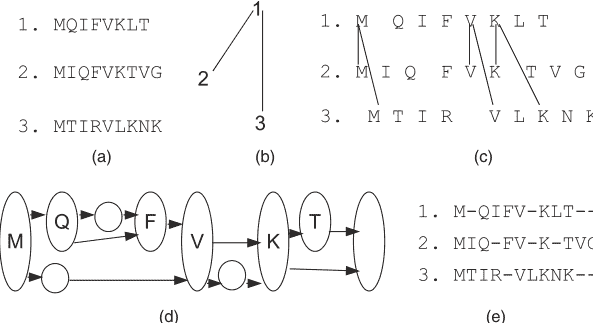 1. MQIFVKLT
2. MIQFVKTVG
3. MTIRVLKNK
(a)
1
2
3
(b)
1. M Q I F V K L T
2. M I Q F V K T V G
3. M T I R V L K N K
(c)
M Q F V K T
(d)
1. M-QIFV-KLT--
2. MIQ-FV-K-TVG
3. MTIR-VLKNK--
(e)